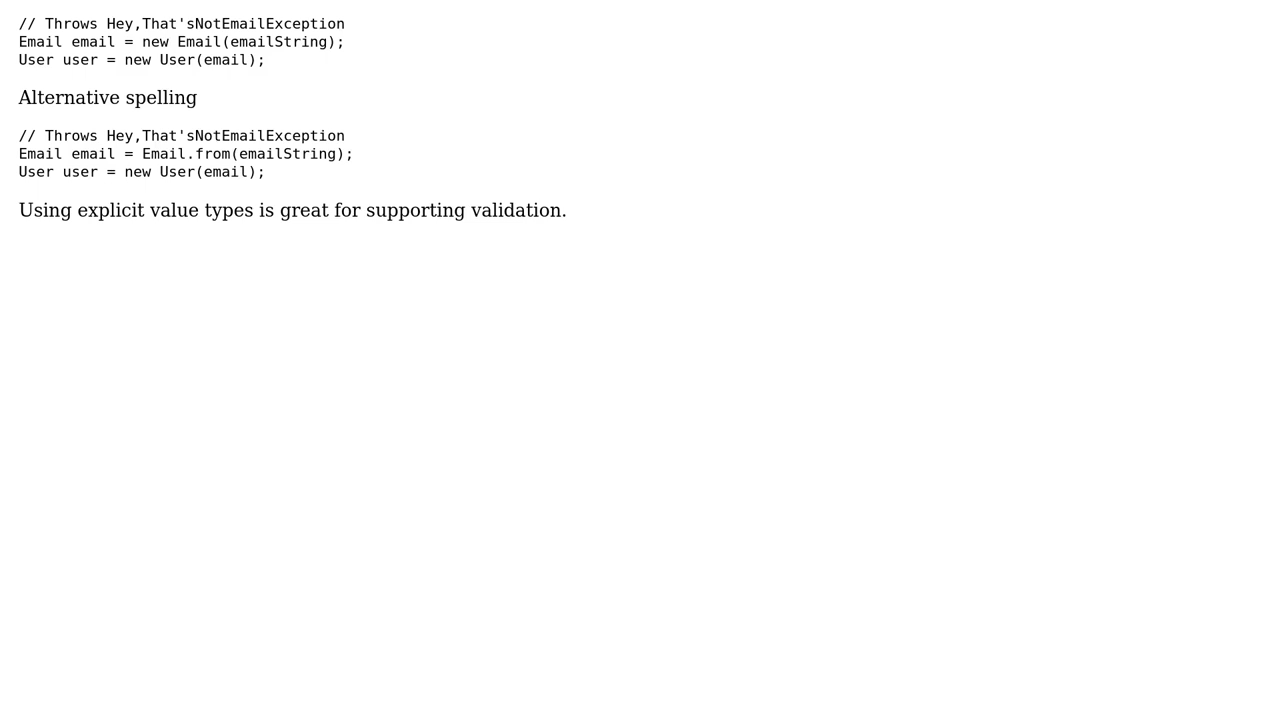 // Throws Hey,That'sNotEmailException
Email email = new Email(emailString);
User user = new User(email);
Alternative spelling
// Throws Hey,That'sNotEmailException
Email email = Email.from(emailString);
User user = new User(email);
Using explicit value types is great for supporting validation.